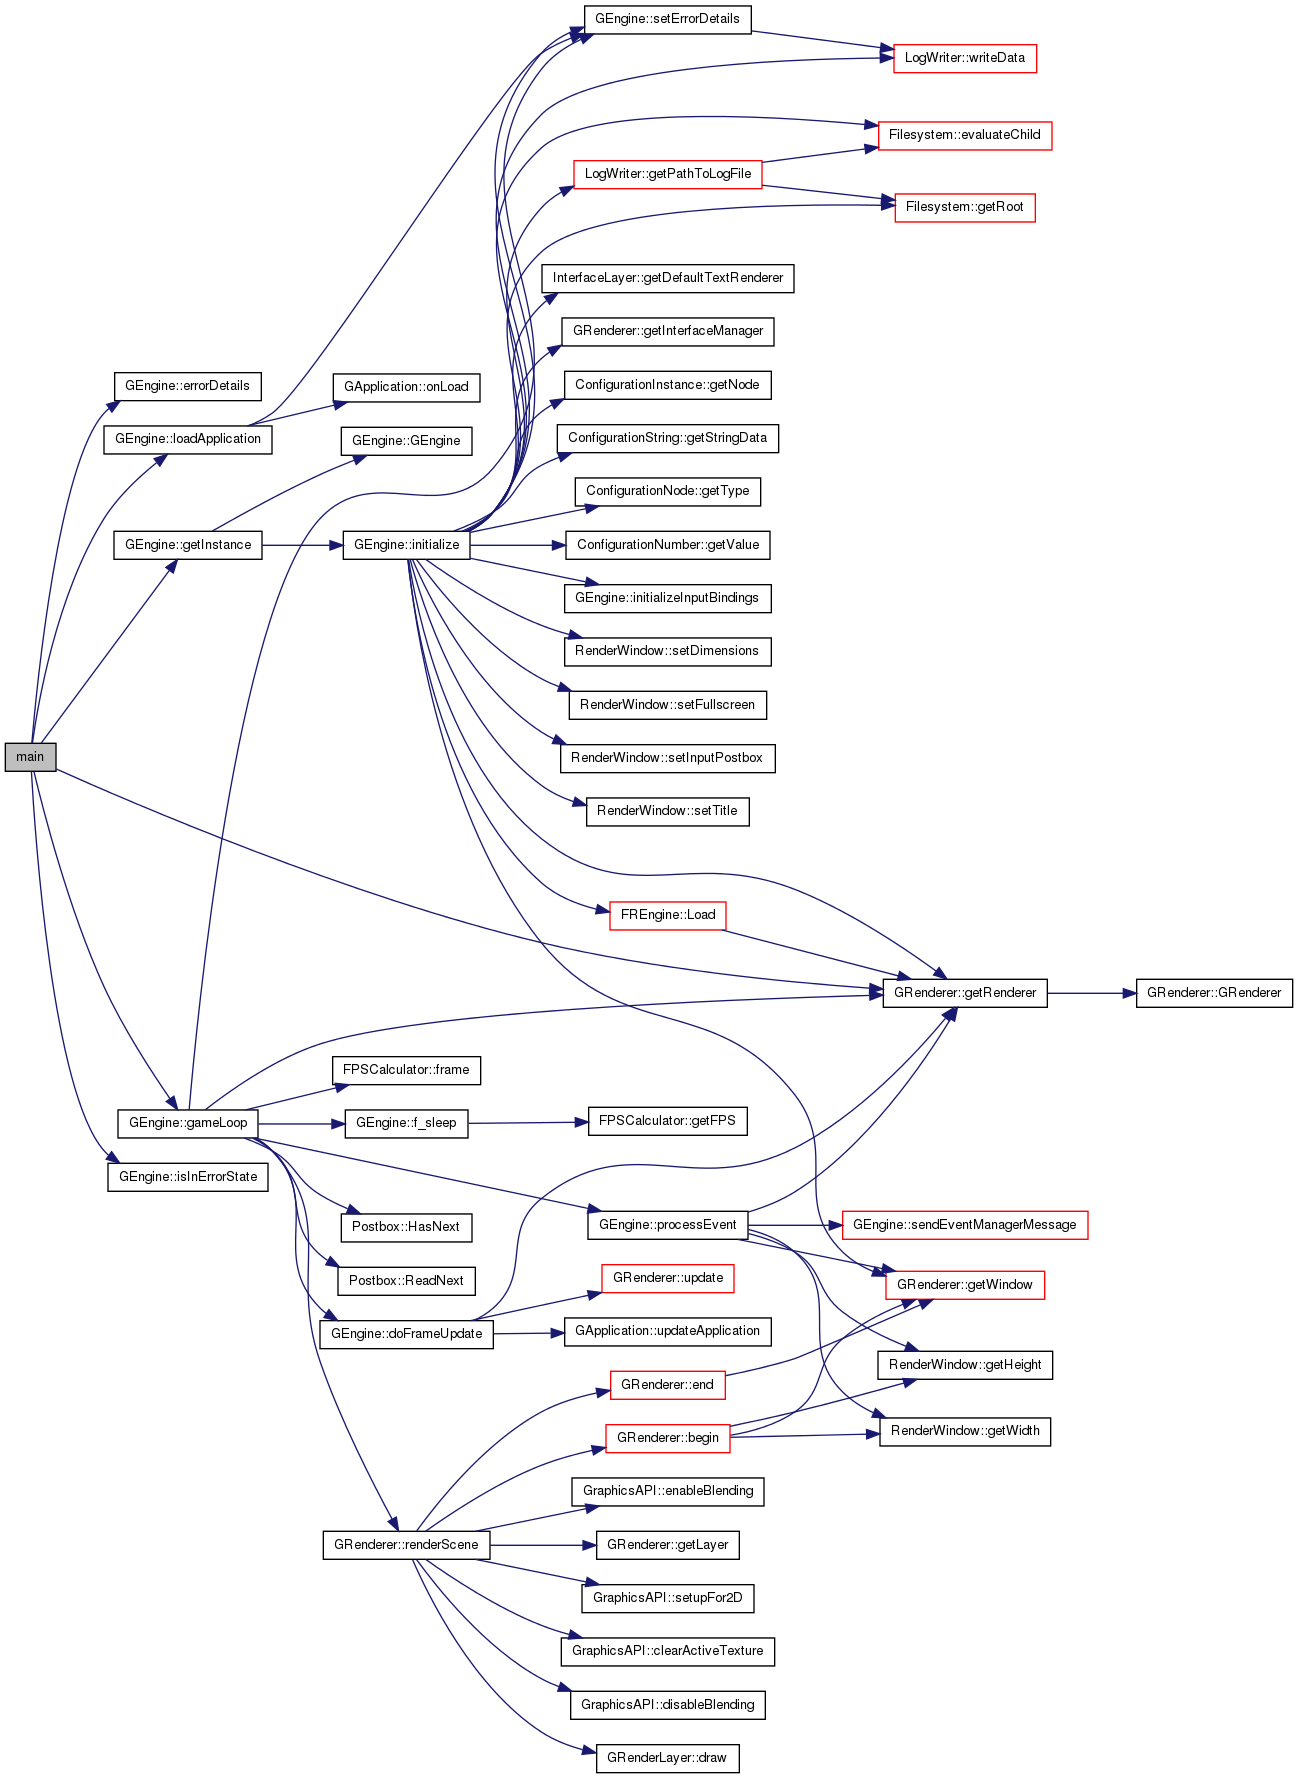 GEngine::setErrorDetails
LogWriter::writeData
Filesystem::evaluateChild
LogWriter::getPathToLogFile
Filesystem::getRoot
InterfaceLayer::getDefaultTextRenderer
GRenderer::getInterfaceManager
GEngine::errorDetails
GApplication::onLoad
ConfigurationInstance::getNode
GEngine::loadApplication
GEngine::GEngine
ConfigurationString::getStringData
ConfigurationNode::getType
GEngine::getInstance
GEngine::initialize
ConfigurationNumber::getValue
GEngine::initializeInputBindings
RenderWindow::setDimensions
RenderWindow::setFullscreen
main
RenderWindow::setInputPostbox
RenderWindow::setTitle
FREngine::Load
GRenderer::getRenderer
GRenderer::GRenderer
FPSCalculator::frame
GEngine::gameLoop
GEngine::f_sleep
FPSCalculator::getFPS
GEngine::isInErrorState
Postbox::HasNext
GEngine::processEvent
GEngine::sendEventManagerMessage
Postbox::ReadNext
GRenderer::update
GRenderer::getWindow
GEngine::doFrameUpdate
GApplication::updateApplication
RenderWindow::getHeight
GRenderer::end
GRenderer::begin
RenderWindow::getWidth
GraphicsAPI::enableBlending
GRenderer::renderScene
GRenderer::getLayer
GraphicsAPI::setupFor2D
GraphicsAPI::clearActiveTexture
GraphicsAPI::disableBlending
GRenderLayer::draw